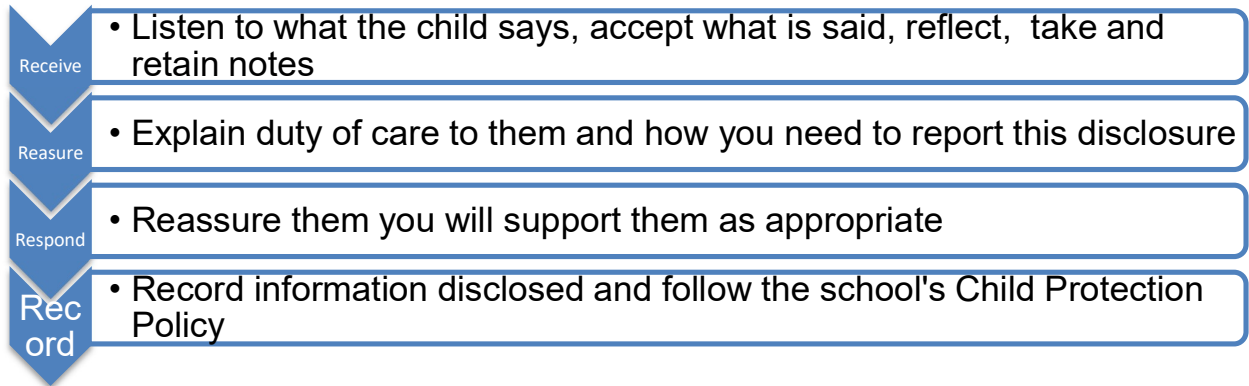 Receive
• Listen to what the child says, accept what is said, reflect,  take and
retain notes
Reasure
• Explain duty of care to them and how you need to report this disclosure
Respond
• Reassure them you will support them as appropriate
Rec
ord
• Record information disclosed and follow the school's Child Protection
Policy